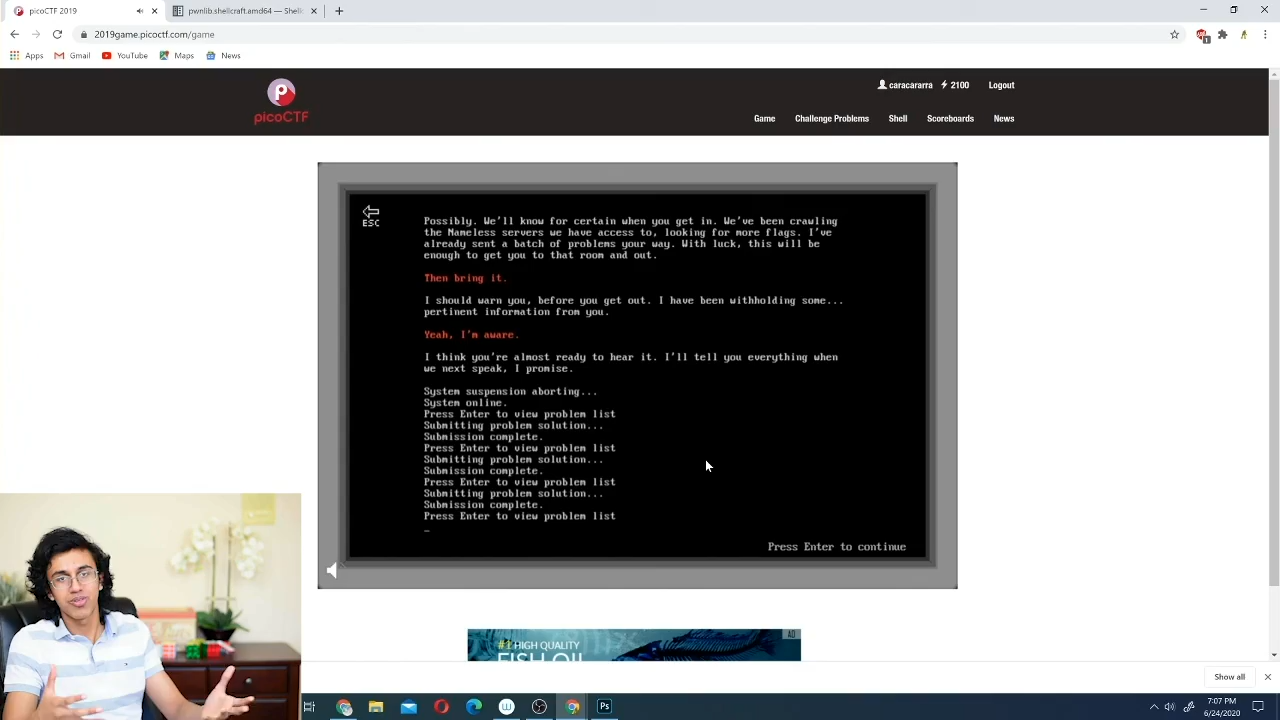 picoCTF 2019
pwnlib.shellcraft.amd64 — Shell
2019game.picoctf.com/game
1
Apps
Gmail
YouTube
Maps
News
picoCTF
caracararra
2100
Logout
Game
Challenge Problems
Shell
Scoreboards
News
ESC
Possibly. We'll know for certain when you get in. We've been crawling
the Nameless servers we have access to, looking for more flags. I've
already sent a batch of problems your way. With luck, this will be
enough to get you to that room and out.
Then bring it.
I should warn you, before you get out. I have been withholding some...
pertinent information from you.
Yeah, I'm aware.
I think you're almost ready to hear it. I'll tell you everything when
we next speak, I promise.
System suspension aborting...
System online.
Press Enter to view problem list
Submitting problem solution...
Submission complete.
Press Enter to view problem list
Submitting problem solution...
Submission complete.
Press Enter to view problem list
Submitting problem solution...
Submission complete.
Press Enter to view problem list
_
Press Enter to continue
AD
#1 HIGH QUALITY
FISH OIL
Show all
7:07 PM
6/24/2020